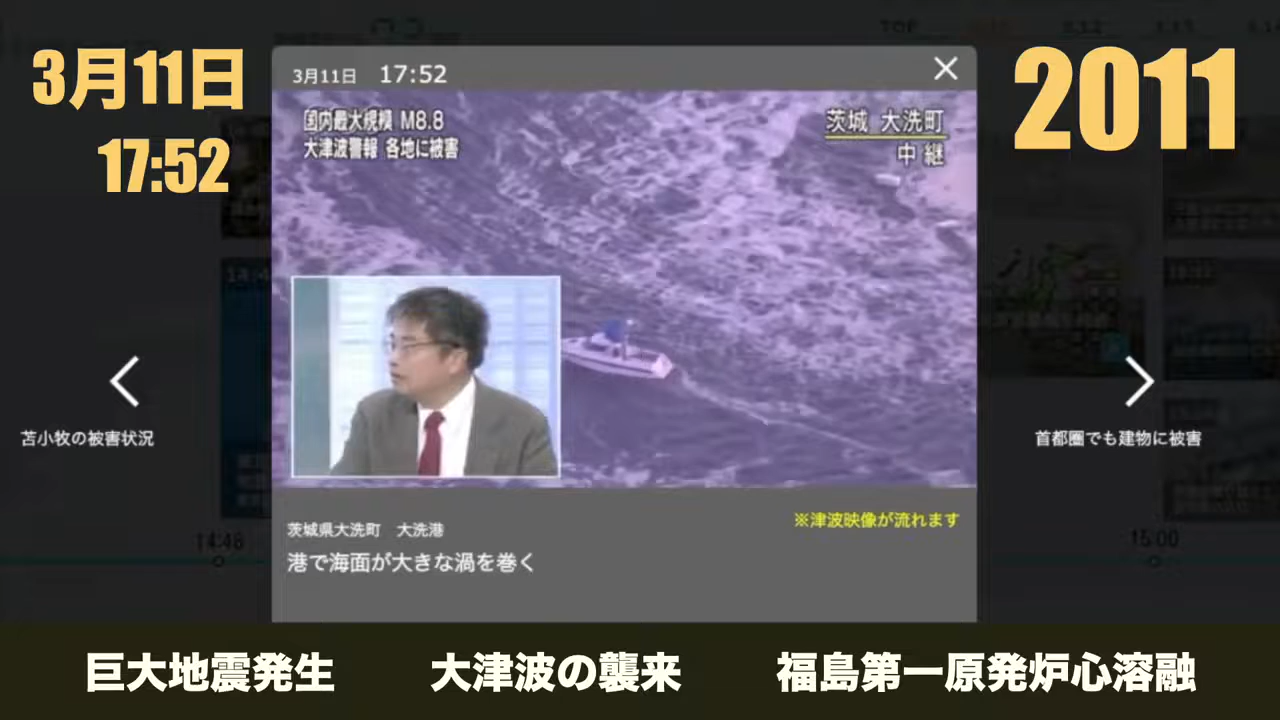 3月11日
17:52
2011
3月11日 17:52
国内最大規模 M8.8
大津波警報 各地に被害
茨城 大洗町
中継
苫小牧の被害状況
首都圏でも建物に被害
茨城県大洗町 大洗港
※津波映像が流れます
港で海面が大きな渦を巻く
14:46
15:00
巨大地震発生 大津波の襲来 福島第一原発炉心溶融